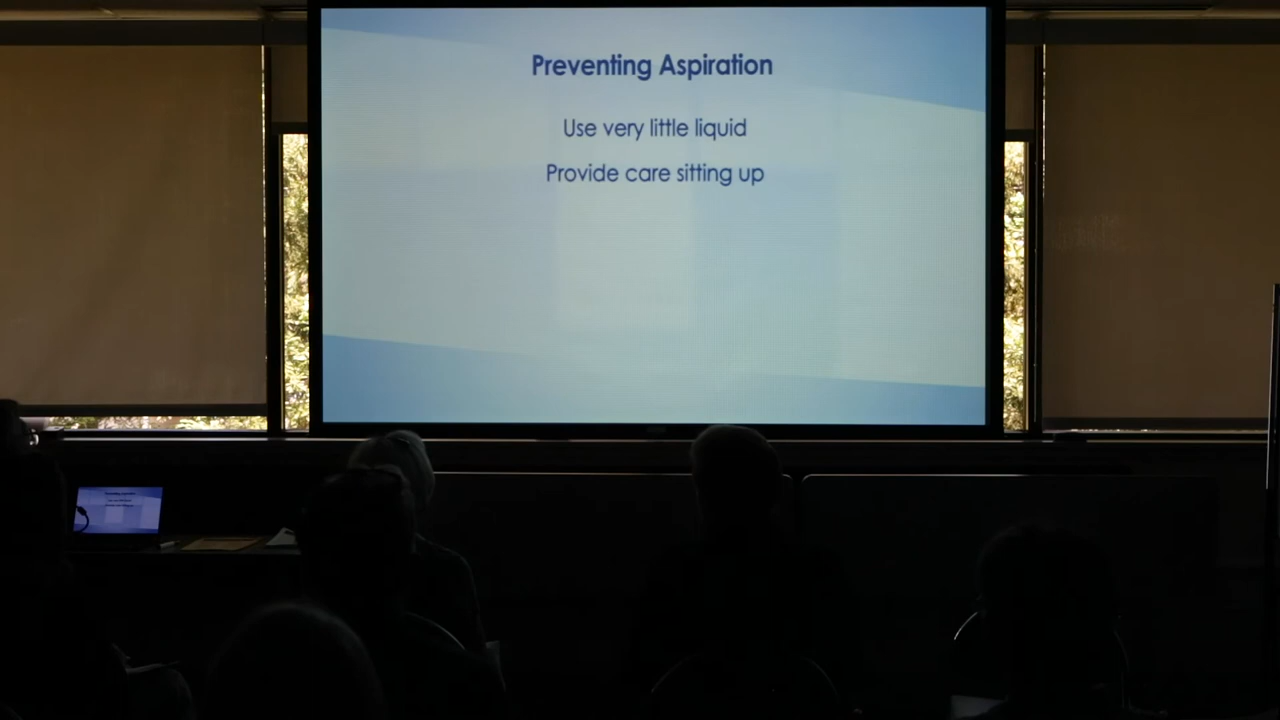 Preventing Aspiration
Use very little liquid
Provide care sitting up